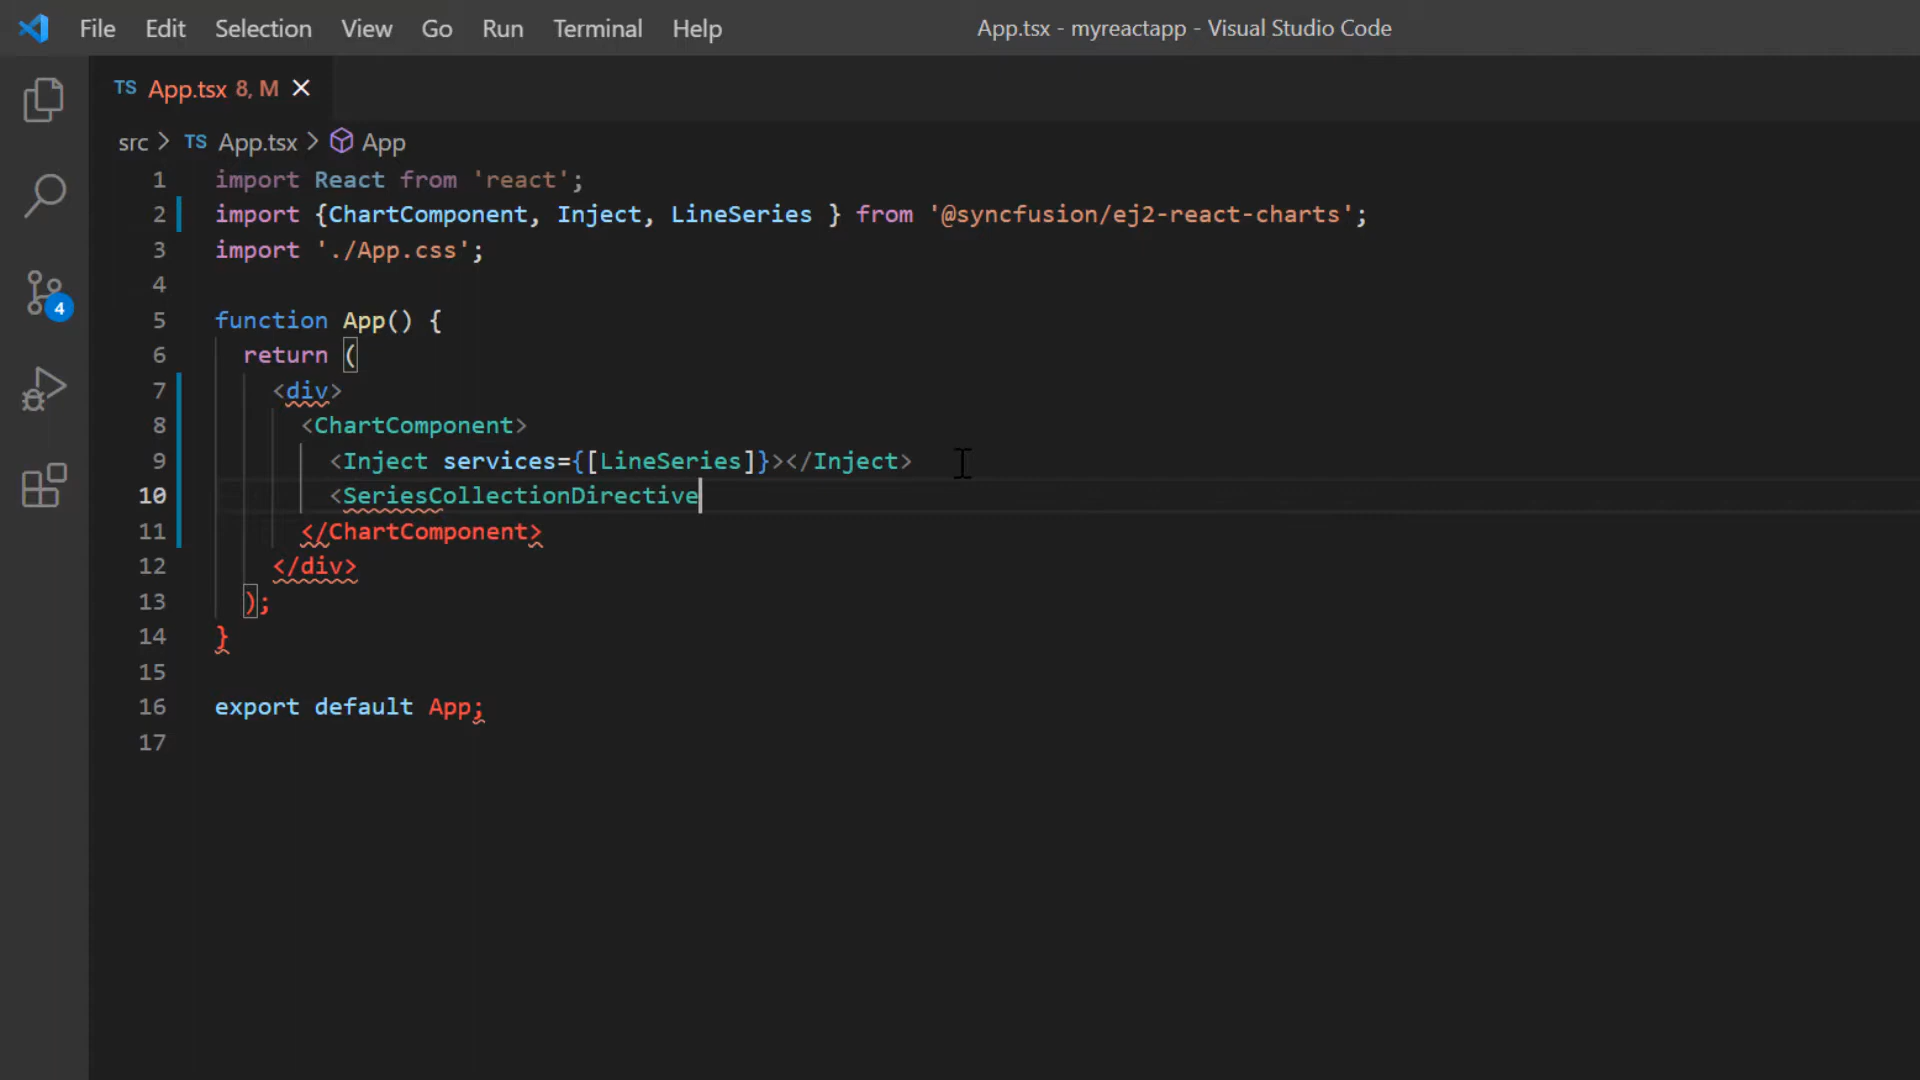 File Edit Selection View Go Run Terminal Help App.tsx - myreactapp - Visual Studio Code
TS App.tsx 8, M
src > TS App.tsx > App
1 import React from 'react';
2 import {ChartComponent, Inject, LineSeries } from '@syncfusion/ej2-react-charts';
3 import './App.css';
4
5 function App() {
6 return (
7 <div>
8 <ChartComponent>
9 <Inject services={[LineSeries]}></Inject>
10 <SeriesCollectionDirective
11 </ChartComponent>
12 </div>
13 );
14 }
15
16 export default App;
17
4